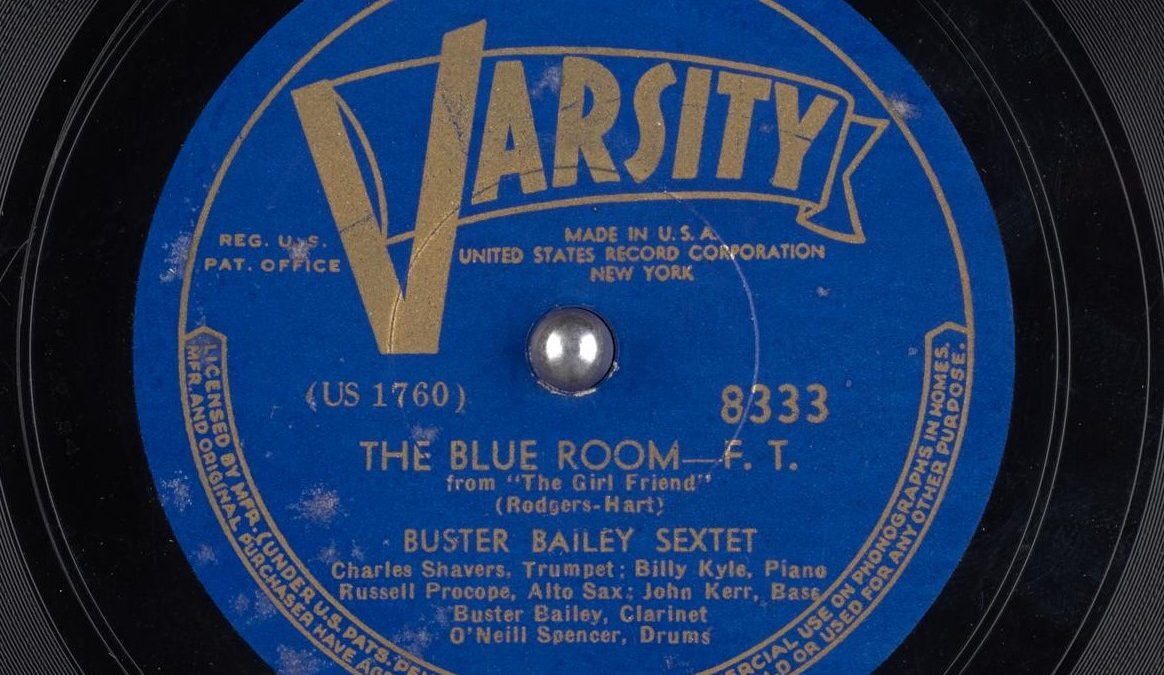 VARSITY
REG. U.S.
PAT. OFFICE
MADE IN U.S.A.
UNITED STATES RECORD CORPORATION
NEW YORK
(US 1760)
8333
THE BLUE ROOM—F. T.
from "The Girl Friend"
(Rodgers-Hart)
BUSTER BAILEY SEXTET
Charles Shavers, Trumpet; Billy Kyle, Piano
Russell Procope, Alto Sax; John Kerr, Bass
Buster Bailey, Clarinet
O'Neill Spencer, Drums
LICENSED BY MFR. (UNDER U.S. PATS.
MFR. AND ORIGINAL PURCHASER HAVE
USE ON PHONOGRAPHS IN HOMES.
OR USED FOR ANY OTHER PURPOSE.